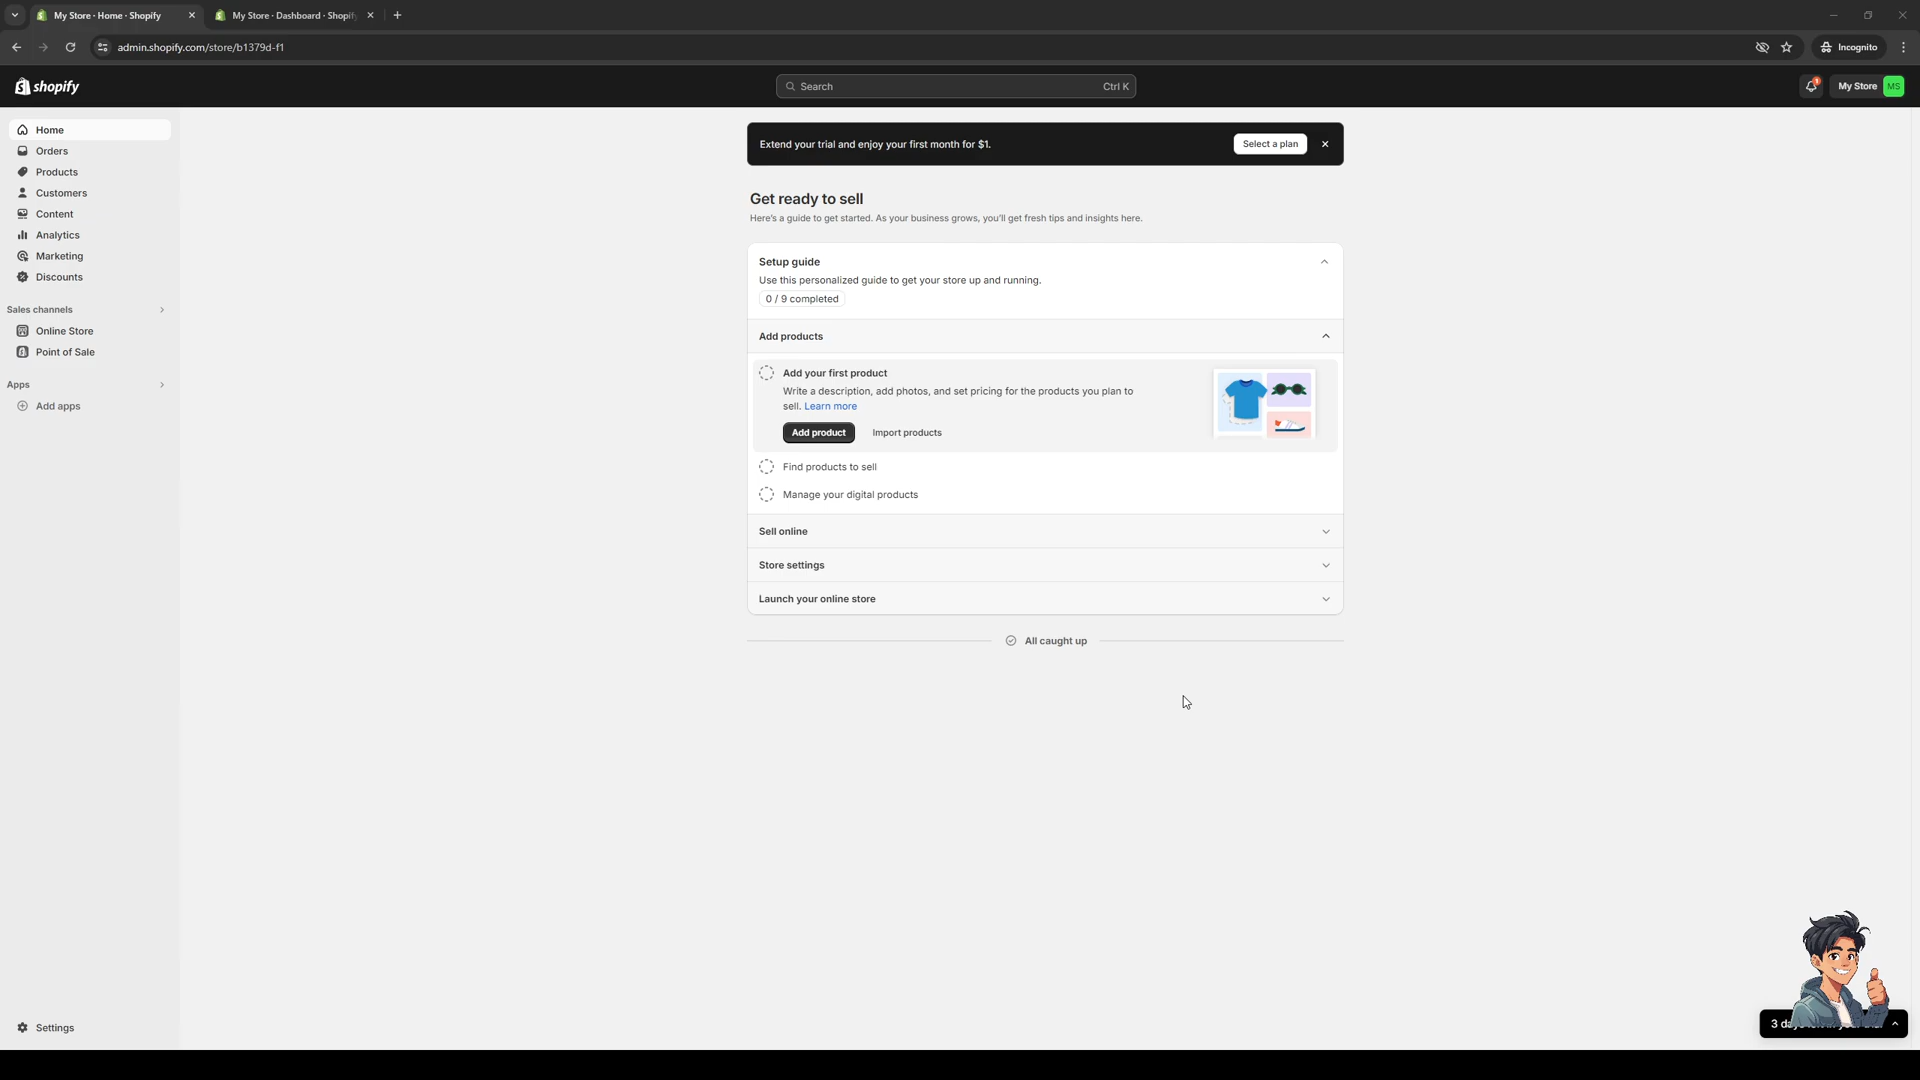 My Store · Home · Shopify
My Store · Dashboard · Shopif
admin.shopify.com/store/b1379d-f1
Incognito
shopify
Search
Ctrl K
1
My Store
MS
Home
Orders
Products
Customers
Content
Analytics
Marketing
Discounts
Sales channels
Online Store
Point of Sale
Apps
Add apps
Settings
Extend your trial and enjoy your first month for $1.
Select a plan
Get ready to sell
Here's a guide to get started. As your business grows, you'll get fresh tips and insights here.
Setup guide
Use this personalized guide to get your store up and running.
0 / 9 completed
Add products
Add your first product
Write a description, add photos, and set pricing for the products you plan to
sell. Learn more
Add product
Import products
Find products to sell
Manage your digital products
Sell online
Store settings
Launch your online store
All caught up
3